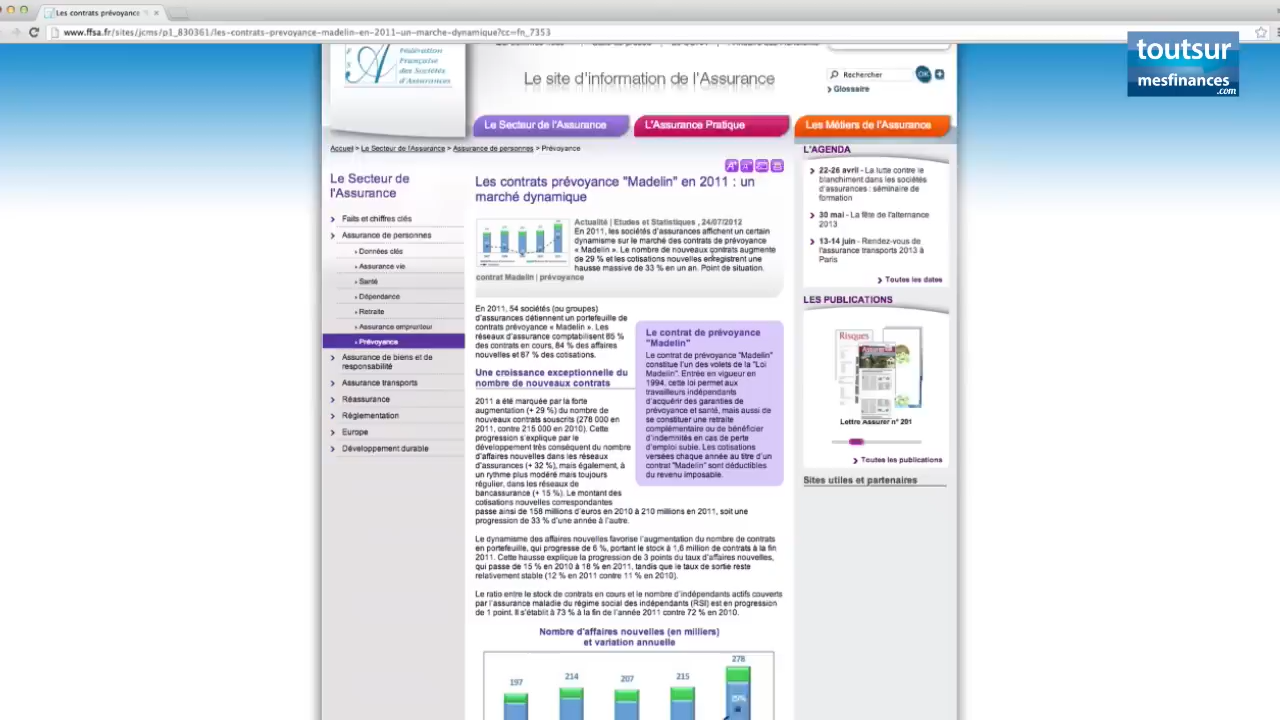 Les contrats prévoyance
www.ffsa.fr/sites/jcms/p1_830361/les-contrats-prevoyance-madelin-en-2011-un-marche-dynamique?cc=fn_7353
toutsur
mesfinances
.com
Fédération
Française
des Sociétés
d'Assurances
Le site d'information de l'Assurance
Rechercher
OK
Glossaire
Le Secteur de l'Assurance
L'Assurance Pratique
Les Métiers de l'Assurance
Accueil > Le Secteur de l'Assurance > Assurance de personnes > Prévoyance
Le Secteur de
l'Assurance
Faits et chiffres clés
Assurance de personnes
Données clés
Assurance vie
Santé
Dépendance
Retraite
Assurance emprunteur
Prévoyance
Assurance de biens et de
responsabilité
Assurance transports
Réassurance
Réglementation
Europe
Développement durable
Les contrats prévoyance "Madelin" en 2011 : un
marché dynamique
Actualité | Etudes et Statistiques , 24/07/2012
En 2011, les sociétés d'assurances affichent un certain
dynamisme sur le marché des contrats de prévoyance
« Madelin ». Le nombre de nouveaux contrats augmente
de 29 % et les cotisations nouvelles enregistrent une
hausse massive de 33 % en un an. Point de situation.
contrat Madelin | prévoyance
En 2011, 54 sociétés (ou groupes)
d'assurances détiennent un portefeuille de
contrats prévoyance « Madelin ». Les
réseaux d'assurance comptabilisent 85 %
des contrats en cours, 84 % des affaires
nouvelles et 87 % des cotisations.
Une croissance exceptionnelle du
nombre de nouveaux contrats
2011 a été marquée par la forte
augmentation (+ 29 %) du nombre de
nouveaux contrats souscrits (278 000 en
2011, contre 215 000 en 2010). Cette
progression s'explique par le
développement très conséquent du nombre
d'affaires nouvelles dans les réseaux
d'assurances (+ 32 %), mais également, à
un rythme plus modéré mais toujours
régulier, dans les réseaux de
bancassurance (+ 15 %). Le montant des
cotisations nouvelles correspondantes
passe ainsi de 158 millions d'euros en 2010 à 210 millions en 2011, soit une
progression de 33 % d'une année à l'autre.
Le contrat de prévoyance
"Madelin"
Le contrat de prévoyance "Madelin"
constitue l'un des volets de la "Loi
Madelin". Entrée en vigueur en
1994, cette loi permet aux
travailleurs indépendants
d'acquérir des garanties de
prévoyance et santé, mais aussi de
se constituer une retraite
complémentaire ou de bénéficier
d'indemnités en cas de perte
d'emploi subie. Les cotisations
versées chaque année au titre d'un
contrat "Madelin" sont déductibles
du revenu imposable.
Le dynamisme des affaires nouvelles favorise l'augmentation du nombre de contrats
en portefeuille, qui progresse de 6 %, portant le stock à 1,6 million de contrats à la fin
2011. Cette hausse explique la progression de 3 points du taux d'affaires nouvelles,
qui passe de 15 % en 2010 à 18 % en 2011, tandis que le taux de sortie reste
relativement stable (12 % en 2011 contre 11 % en 2010).
Le ratio entre le stock de contrats en cours et le nombre d'indépendants actifs couverts
par l'assurance maladie du régime social des indépendants (RSI) est en progression
de 1 point. Il s'établit à 73 % à la fin de l'année 2011 contre 72 % en 2010.
Nombre d'affaires nouvelles (en milliers)
et variation annuelle
197
214
207
215
278
29%
L'AGENDA
22-26 avril - La lutte contre le
blanchiment dans les sociétés
d'assurances : séminaire de
formation
30 mai - La fête de l'alternance
2013
13-14 juin - Rendez-vous de
l'assurance transports 2013 à
Paris
Toutes les dates
LES PUBLICATIONS
Risques
Assurer
Lettre Assurer n° 201
Toutes les publications
Sites utiles et partenaires